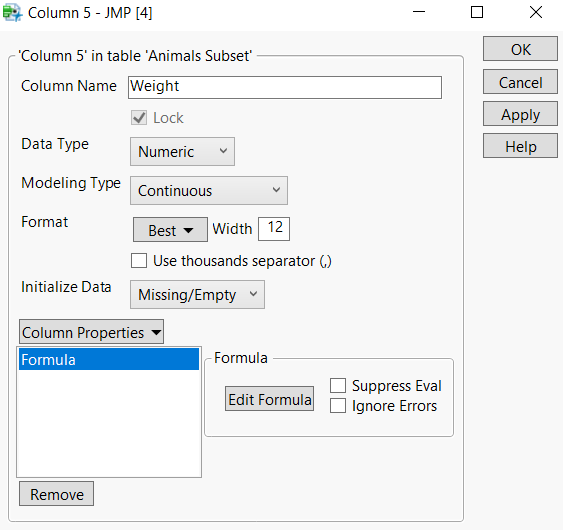 Column 5 - JMP [4]
'Column 5' in table 'Animals Subset'
OK
Column Name Weight
Cancel
Lock
Apply
Data Type Numeric
Help
Modeling Type Continuous
Format Best Width 12
Use thousands separator (,)
Initialize Data Missing/Empty
Column Properties
Formula
Formula
Edit Formula
Suppress Eval
Ignore Errors
Remove